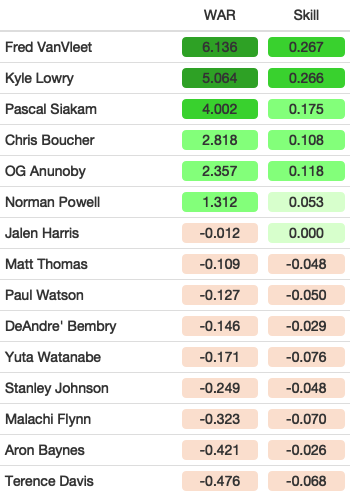 WAR Skill
Fred VanVleet 6.136 0.267
Kyle Lowry 5.064 0.266
Pascal Siakam 4.002 0.175
Chris Boucher 2.818 0.108
OG Anunoby 2.357 0.118
Norman Powell 1.312 0.053
Jalen Harris -0.012 0.000
Matt Thomas -0.109 -0.048
Paul Watson -0.127 -0.050
DeAndre' Bembry -0.146 -0.029
Yuta Watanabe -0.171 -0.076
Stanley Johnson -0.249 -0.048
Malachi Flynn -0.323 -0.070
Aron Baynes -0.421 -0.026
Terence Davis -0.476 -0.068